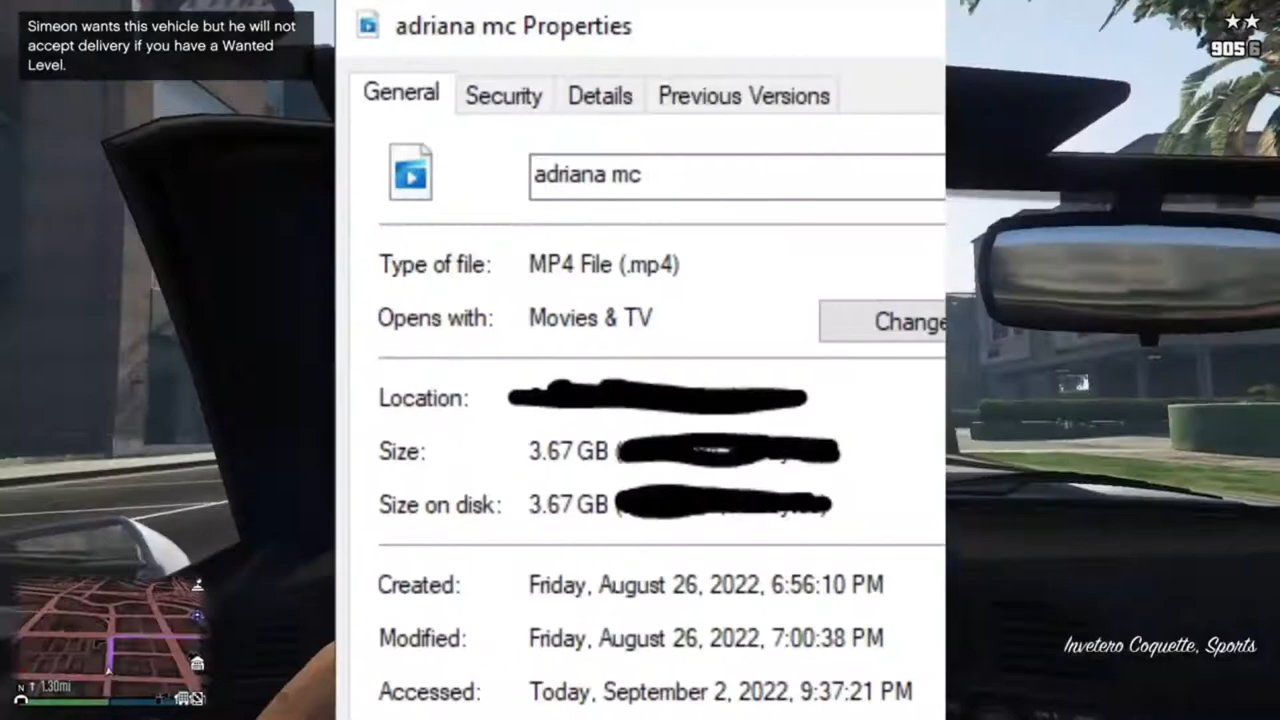 Simeon wants this vehicle but he will not
accept delivery if you have a Wanted
Level.
adriana mc Properties
General Security Details Previous Versions
adriana mc
Type of file: MP4 File (.mp4)
Opens with: Movies & TV Change
Location:
Size: 3.67 GB (
Size on disk: 3.67 GB (
Created: Friday, August 26, 2022, 6:56:10 PM
Modified: Friday, August 26, 2022, 7:00:38 PM
Accessed: Today, September 2, 2022, 9:37:21 PM
9056
Invetero Coquette, Sports
N 1.30mi